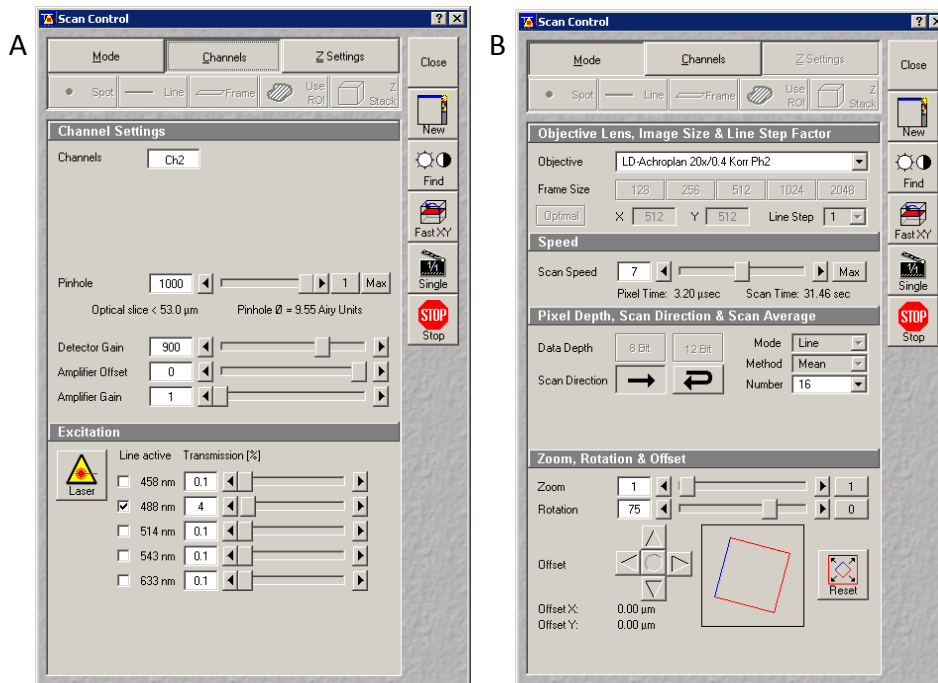 A
Scan Control
Mode Channels Z Settings Close
Spot Line Frame Use ROI Z Stack
New
Channel Settings
Channels Ch2
Find
Fast XY
Pinhole 1000 1 Max
1/1
Single
Optical slice < 53.0 µm Pinhole Ø = 9.55 Airy Units
STOP
Stop
Detector Gain 900
Amplifier Offset 0
Amplifier Gain 1
Excitation
Laser
Line active Transmission [%]
458 nm 0.1
488 nm 4
514 nm 0.1
543 nm 0.1
633 nm 0.1
B
Scan Control
Mode Channels Z Settings Close
Spot Line Frame Use ROI Z Stack
New
Objective Lens, Image Size & Line Step Factor
Objective LD-Achroplan 20x/0.4 Korr Ph2
Find
Frame Size 128 256 512 1024 2048
Optimal X 512 Y 512 Line Step 1
Fast XY
Speed
Scan Speed 7 Max
1/1
Single
Pixel Time: 3.20 µsec Scan Time: 31.46 sec
Pixel Depth, Scan Direction & Scan Average
STOP
Stop
Data Depth 8 Bit 12 Bit Mode Line
Method Mean
Scan Direction Number 16
Zoom, Rotation & Offset
Zoom 1 1
Rotation 75 0
Offset
Reset
Offset X: 0.00 µm
Offset Y: 0.00 µm